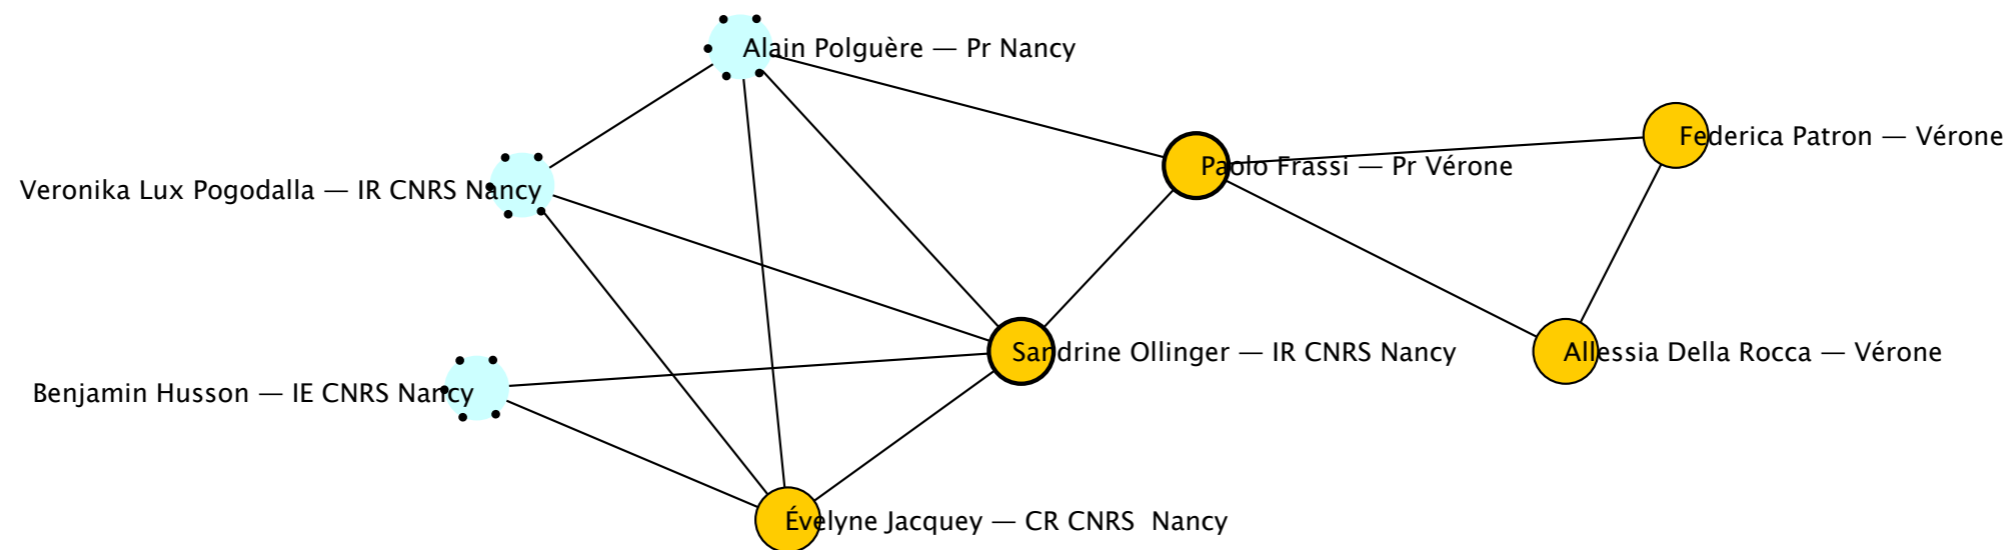 Alain Polguère — Pr Nancy
Federica Patron — Vérone
Paolo Frassi — Pr Vérone
Veronika Lux Pogodalla — IR CNRS Nancy
Sandrine Ollinger — IR CNRS Nancy
Allessia Della Rocca — Vérone
Benjamin Husson — IE CNRS Nancy
Évelyne Jacquey — CR CNRS  Nancy